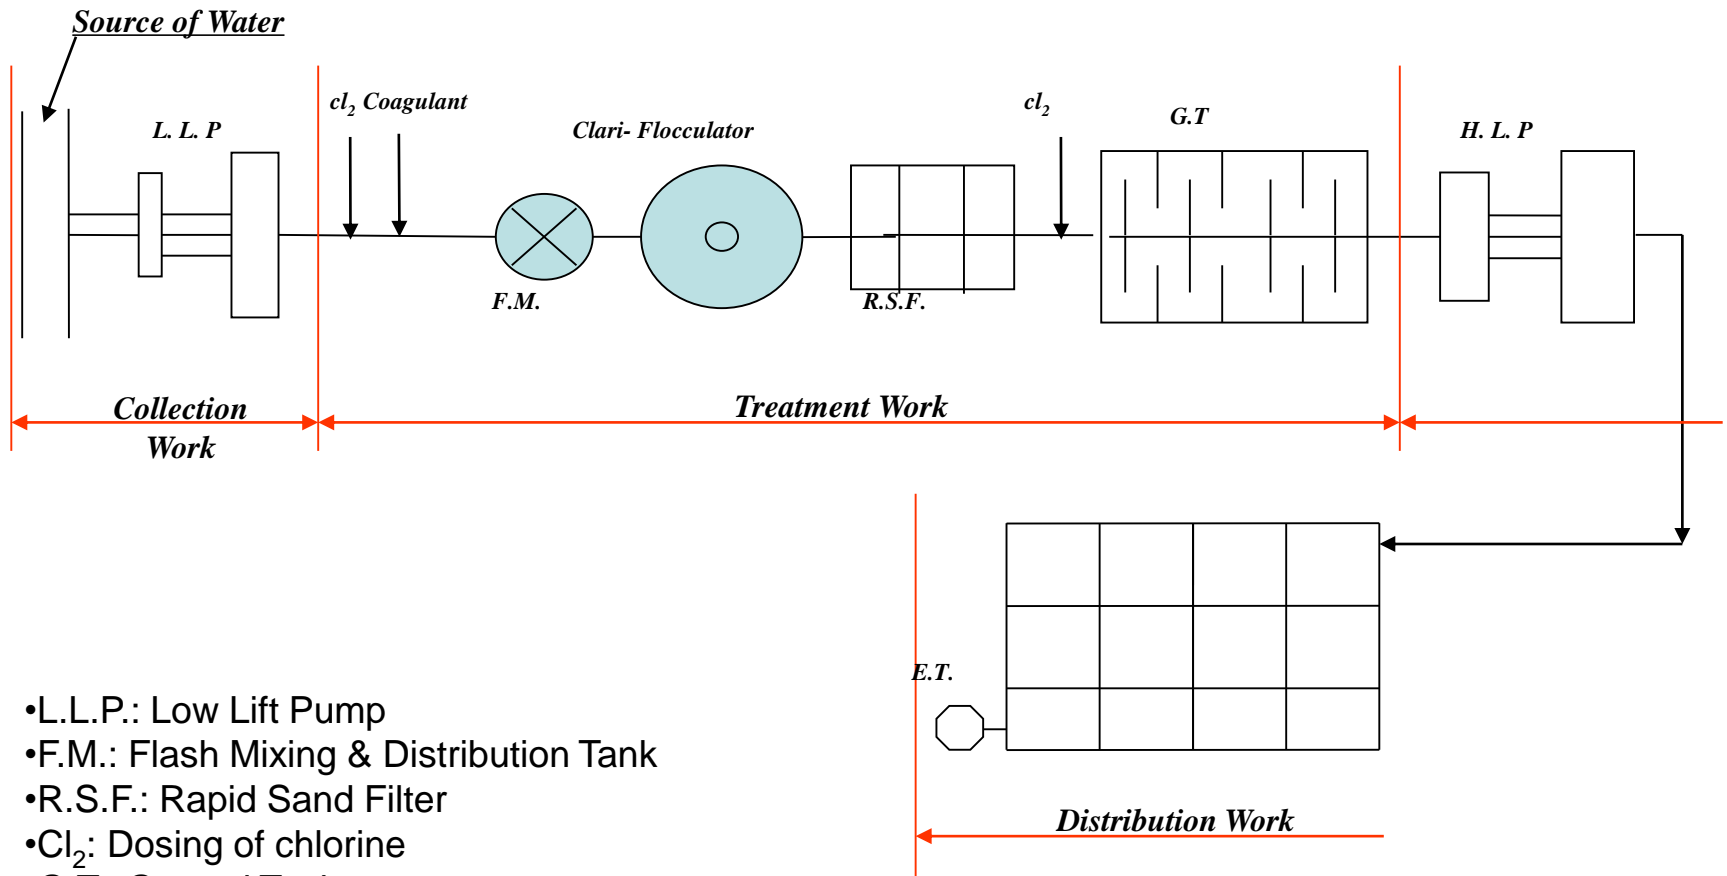 Source of Water
cl2 Coagulant
cl2
G.T
L. L. P
Clari- Flocculator
H. L. P
F.M.
R.S.F.
Collection
Work
Treatment Work
E.T.
•L.L.P.: Low Lift Pump
•F.M.: Flash Mixing & Distribution Tank
•R.S.F.: Rapid Sand Filter
Distribution Work
•Cl2: Dosing of chlorine